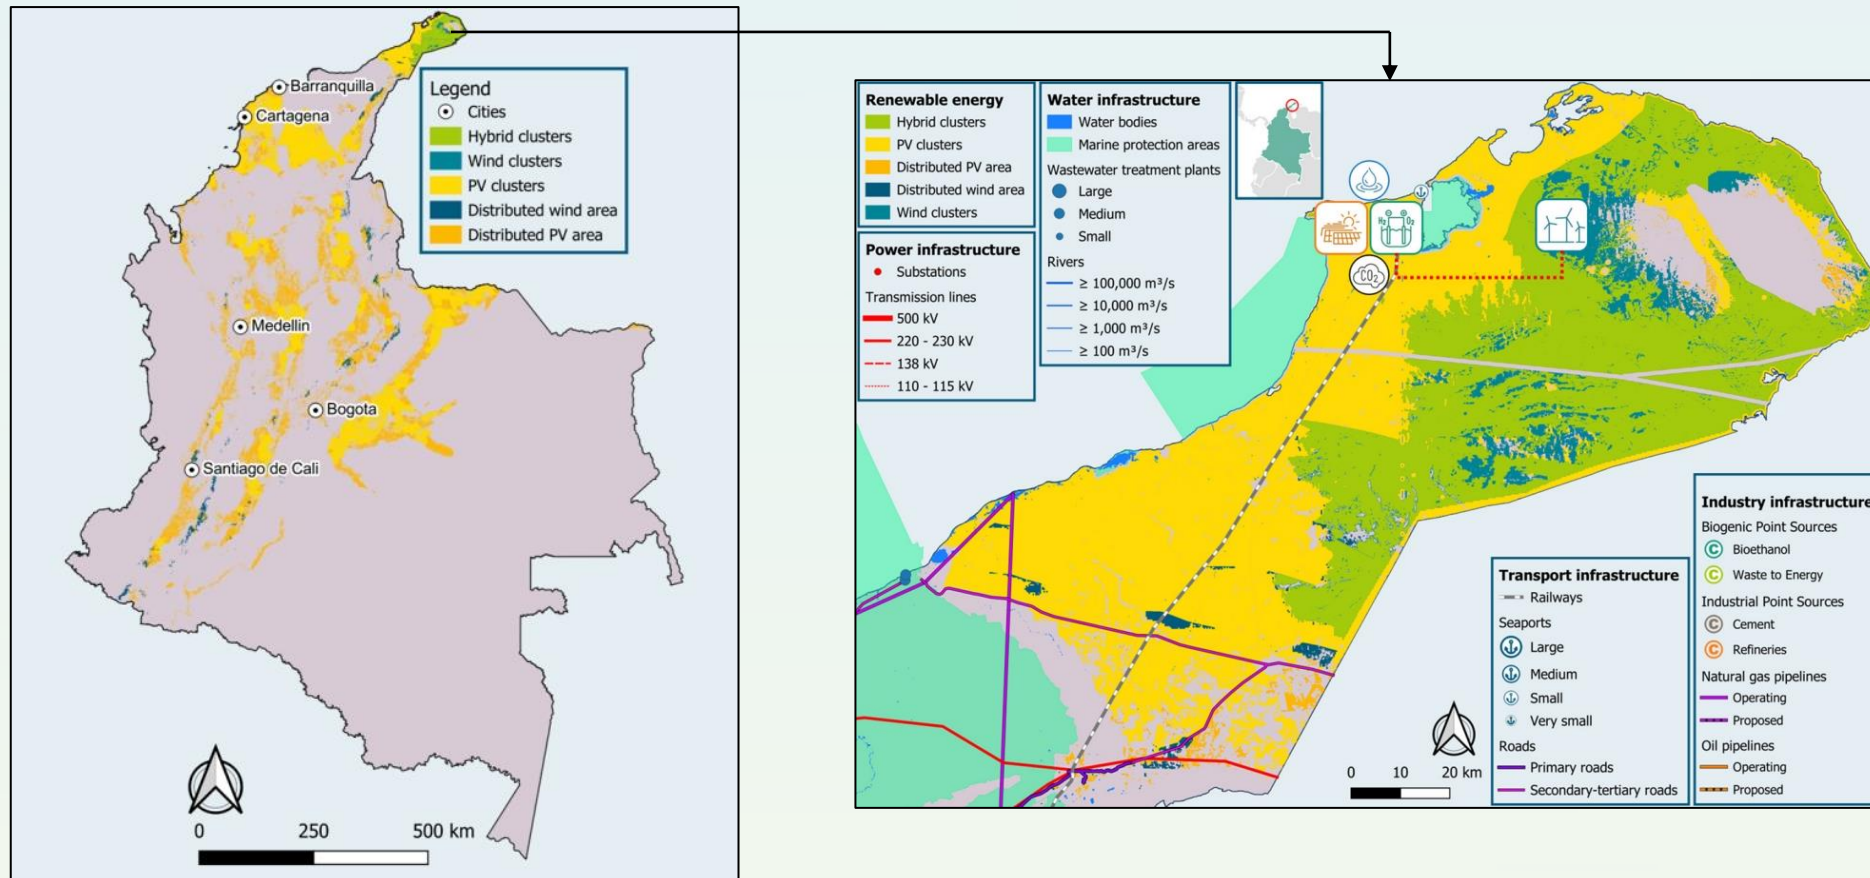 Barranquilla
Cartagena
Medellin
Bogota
Santiago de Cali
Legend
Cities
Hybrid clusters
Wind clusters
PV clusters
Distributed wind area
Distributed PV area
0 250 500 km
Renewable energy
Hybrid clusters
PV clusters
Distributed PV area
Distributed wind area
Wind clusters
Power infrastructure
Substations
Transmission lines
500 kV
220 - 230 kV
138 kV
110 - 115 kV
Water infrastructure
Water bodies
Marine protection areas
Wastewater treatment plants
Large
Medium
Small
Rivers
≥ 100,000 m³/s
≥ 10,000 m³/s
≥ 1,000 m³/s
≥ 100 m³/s
H₂ O₂
CO₂
0 10 20 km
Transport infrastructure
Railways
Seaports
Large
Medium
Small
Very small
Roads
Primary roads
Secondary-tertiary roads
Industry infrastructure
Biogenic Point Sources
C Bioethanol
C Waste to Energy
Industrial Point Sources
C Cement
C Refineries
Natural gas pipelines
Operating
Proposed
Oil pipelines
Operating
Proposed